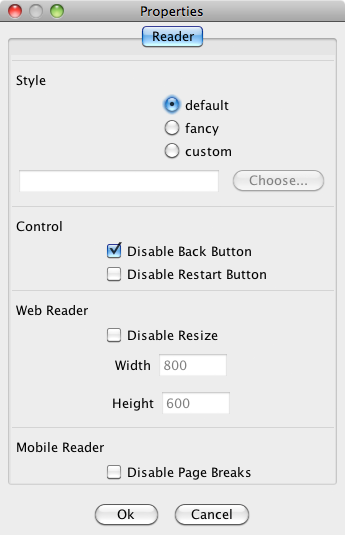 Properties
Reader
Style
default
fancy
custom
Choose...
Control
Disable Back Button
Disable Restart Button
Web Reader
Disable Resize
Width 800
Height 600
Mobile Reader
Disable Page Breaks
Ok Cancel